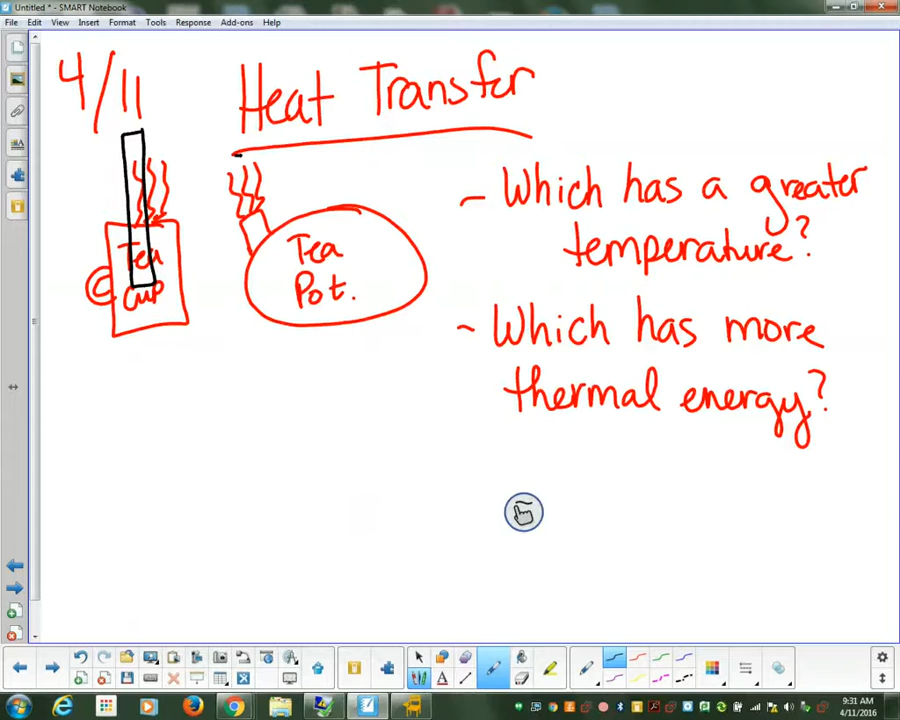 Untitled * - SMART Notebook
File Edit View Insert Format Tools Response Add-ons Help
4/11 Heat Transfer
Tea
Cup
Tea
Pot.
- Which has a greater
temperature?
- Which has more
thermal energy?
9:31 AM
4/11/2016